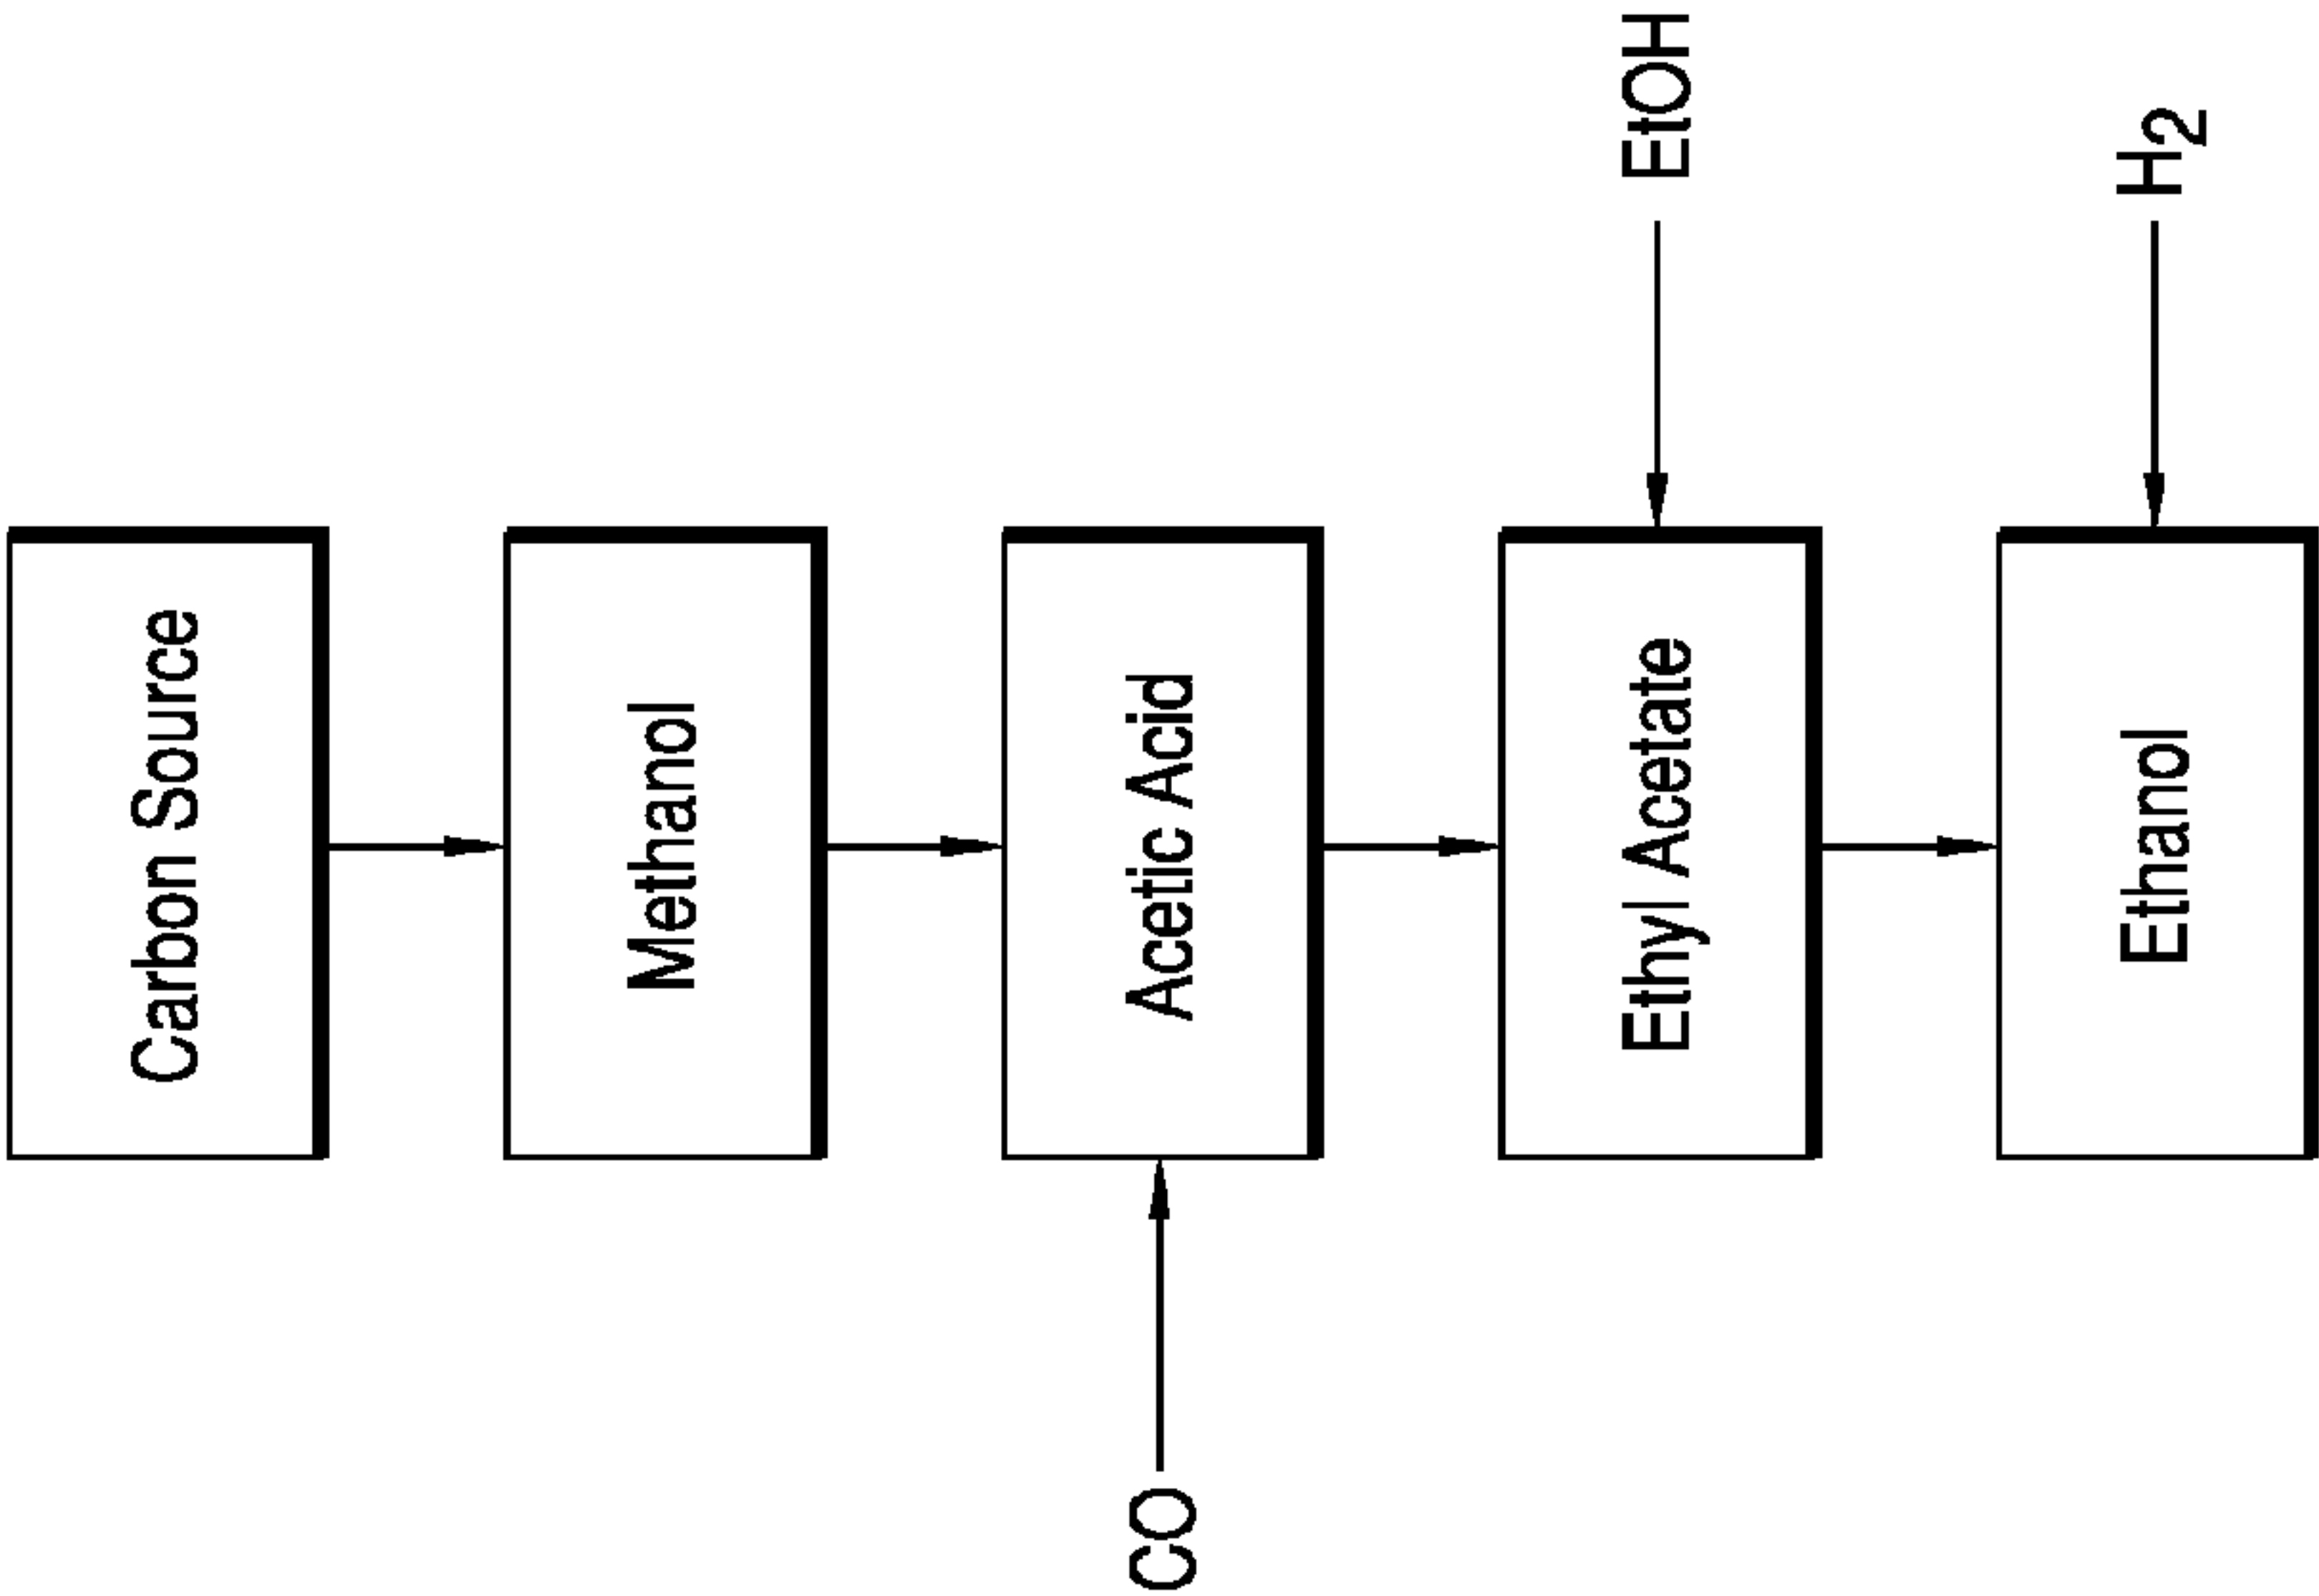 Carbon Source
Methanol
CO
Acetic Acid
Ethyl Acetate
EtOH
Ethanol
H2